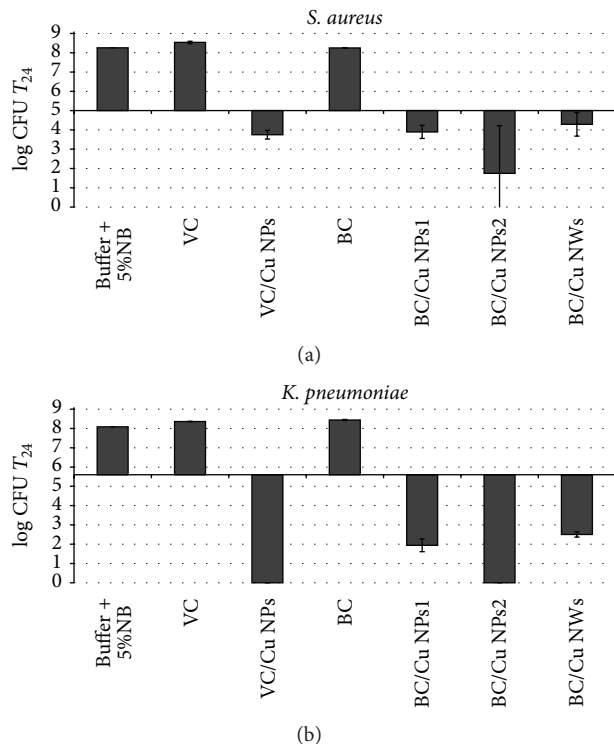 S. aureus
9
8
7
6
5
4
3
2
1
0
log CFU T24
Buffer +
5%NB
VC
VC/Cu NPs
BC
BC/Cu NPs1
BC/Cu NPs2
BC/Cu NWs
(a)
K. pneumoniae
9
8
7
6
5
4
3
2
1
0
log CFU T24
Buffer +
5%NB
VC
VC/Cu NPs
BC
BC/Cu NPs1
BC/Cu NPs2
BC/Cu NWs
(b)